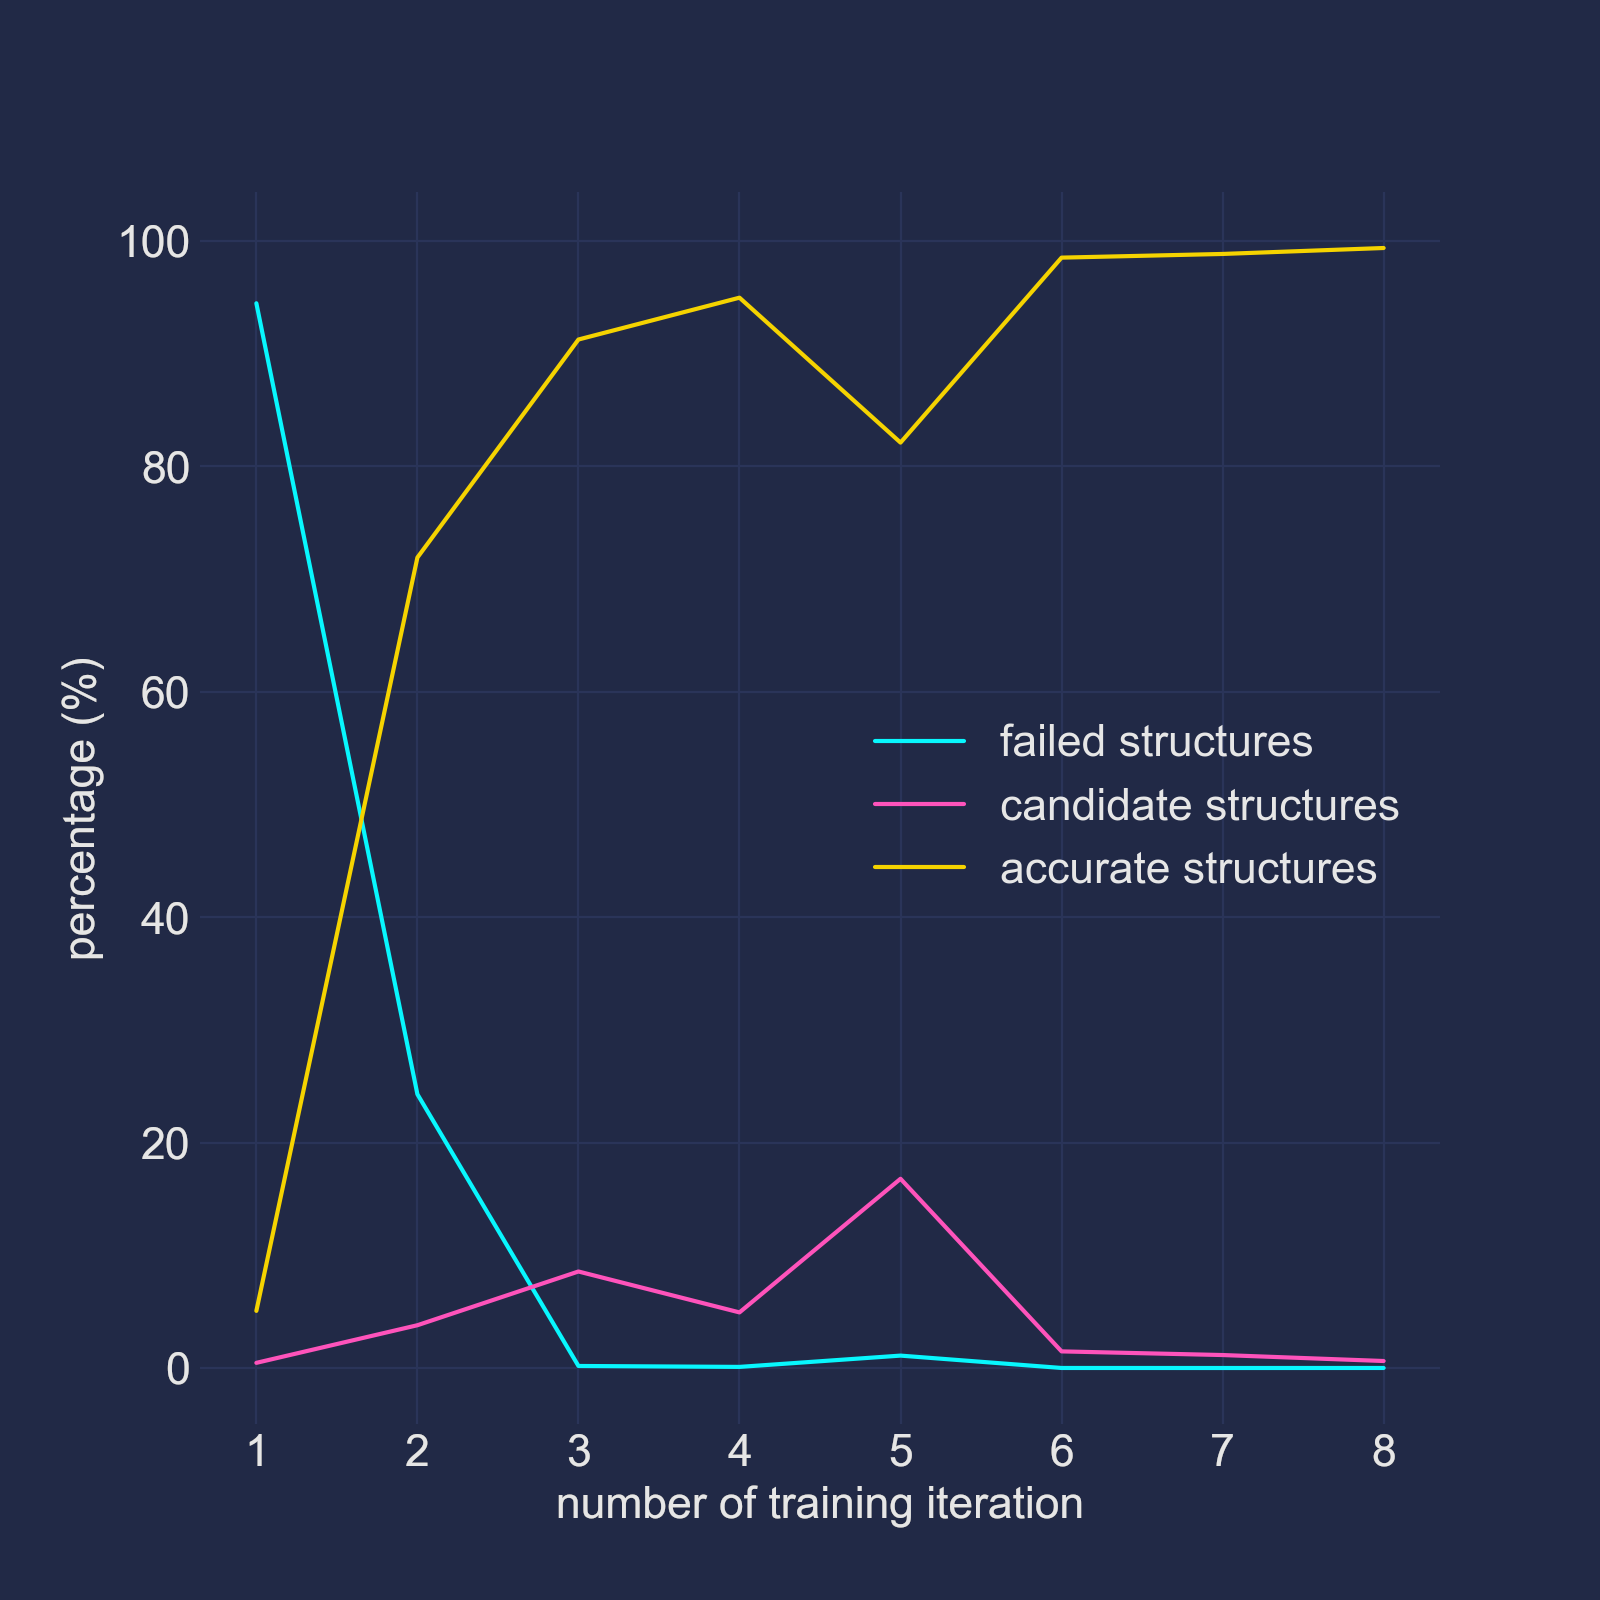 100
80
60
40
20
0
percentage (%)
failed structures
candidate structures
accurate structures
1 2 3 4 5 6 7 8
number of training iteration